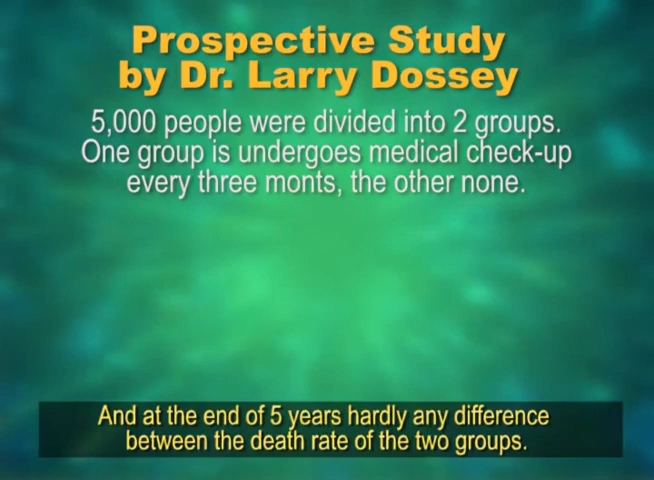 Prospective Study
by Dr. Larry Dossey
5,000 people were divided into 2 groups.
One group is undergoes medical check-up
every three monts, the other none.
And at the end of 5 years hardly any difference
between the death rate of the two groups.